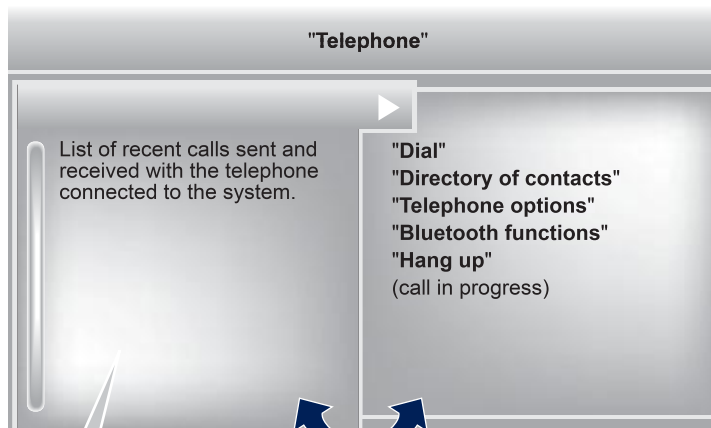 "Telephone"
List of recent calls sent and
received with the telephone
connected to the system.
"Dial"
"Directory of contacts"
"Telephone options"
"Bluetooth functions"
"Hang up"
(call in progress)